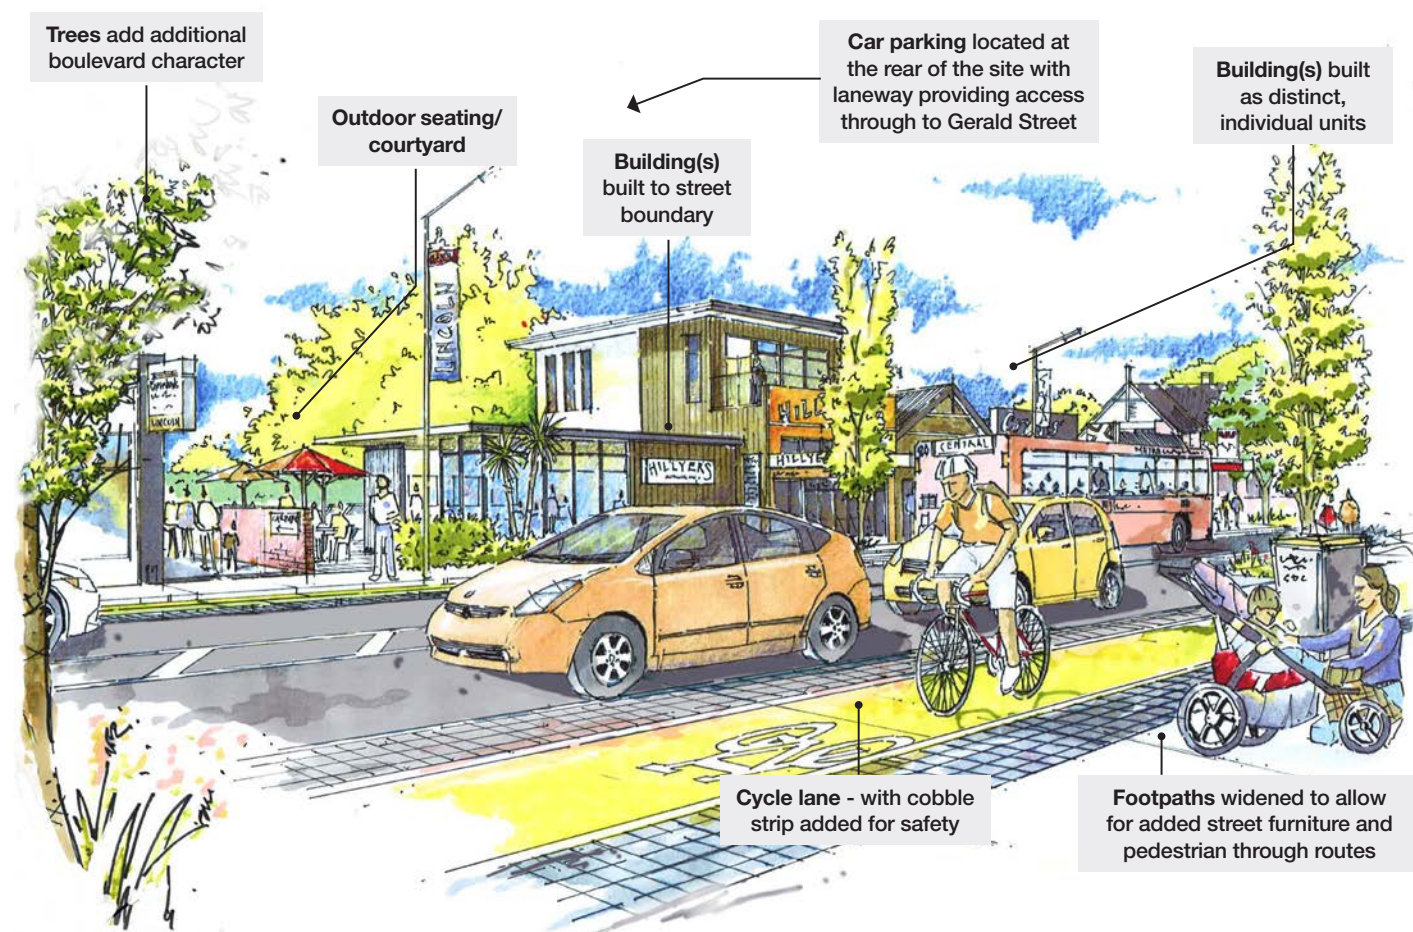 Trees add additional
boulevard character
Outdoor seating/
courtyard
Building(s)
built to street
boundary
Car parking located at
the rear of the site with
laneway providing access
through to Gerald Street
Building(s) built
as distinct,
individual units
LINCOLN
LINCOLN
HILLYERS
HILL
HILLYE
CENTRAL
Cycle lane - with cobble
strip added for safety
Footpaths widened to allow
for added street furniture and
pedestrian through routes